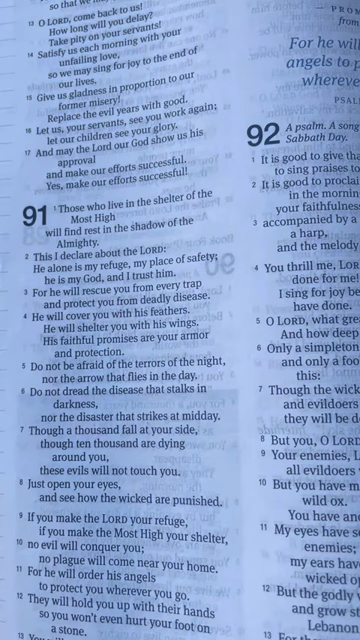 so that we
13 O LORD, come back to us!
How long will you delay?
Take pity on your servants!
14 Satisfy us each morning with your
unfailing love,
so we may sing for joy to the end of
our lives.
15 Give us gladness in proportion to our
former misery!
Replace the evil years with good.
16 Let us, your servants, see you work again;
let our children see your glory.
17 And may the Lord our God show us his
approval
and make our efforts successful.
Yes, make our efforts successful!
91
1 Those who live in the shelter of the
Most High
will find rest in the shadow of the
Almighty.
2 This I declare about the LORD:
He alone is my refuge, my place of safety;
he is my God, and I trust him.
3 For he will rescue you from every trap
and protect you from deadly disease.
4 He will cover you with his feathers.
He will shelter you with his wings.
His faithful promises are your armor
and protection.
5 Do not be afraid of the terrors of the night,
nor the arrow that flies in the day.
6 Do not dread the disease that stalks in
darkness,
nor the disaster that strikes at midday.
7 Though a thousand fall at your side,
though ten thousand are dying
around you,
these evils will not touch you.
8 Just open your eyes,
and see how the wicked are punished.
9 If you make the LORD your refuge,
if you make the Most High your shelter,
10 no evil will conquer you;
no plague will come near your home.
11 For he will order his angels
to protect you wherever you go.
12 They will hold you up with their hands
so you won't even hurt your foot on
a stone.
13 You
PROM
from
For he will
angels to p
wherever
PSAL
92
A psalm. A song
Sabbath Day.
1 It is good to give tha
to sing praises to
2 It is good to proclai
in the mornin
your faithfulness
3 accompanied by a
a harp,
and the melody
4 You thrill me, LOR
done for me!
I sing for joy be
have done.
5 O LORD, what grea
And how deep
6 Only a simpleton
and only a foo
this:
7 Though the wick
and evildoers
they will be d
8 But you, O LORD
9 Your enemies, L
all evildoers
10 But you have m
wild ox.
You have an
11 My eyes have s
enemies;
my ears hav
wicked o
12 But the godly
and grow st
Lebanon
13 For th